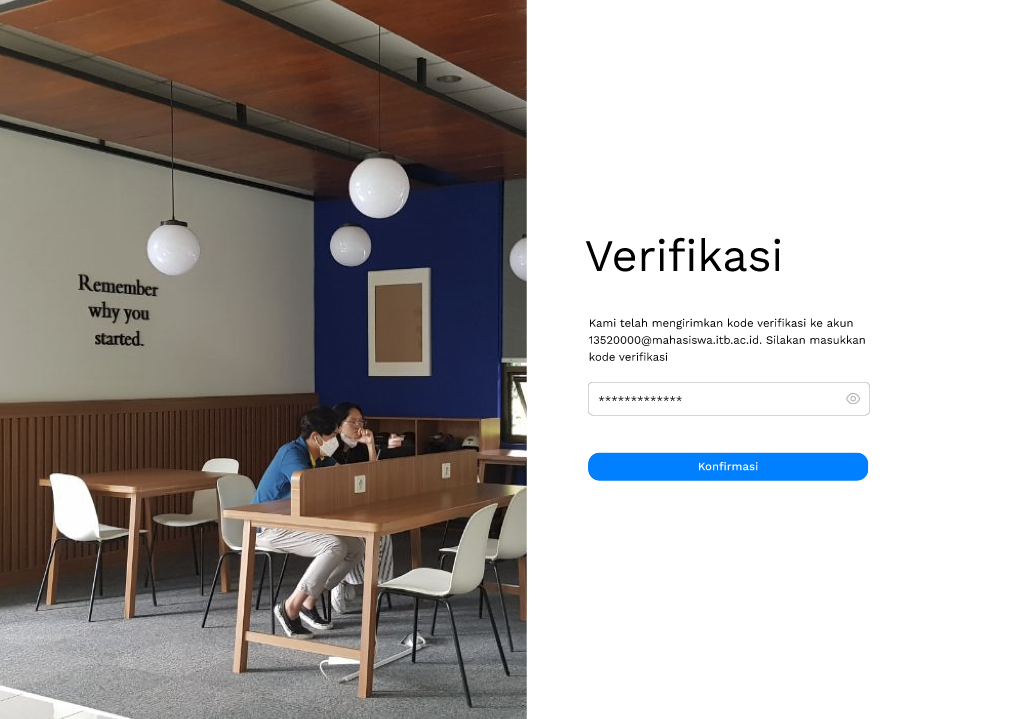 Remember
why you
started.
Verifikasi
Kami telah mengirimkan kode verifikasi ke akun
13520000@mahasiswa.itb.ac.id. Silakan masukkan
kode verifikasi
*************
Konfirmasi